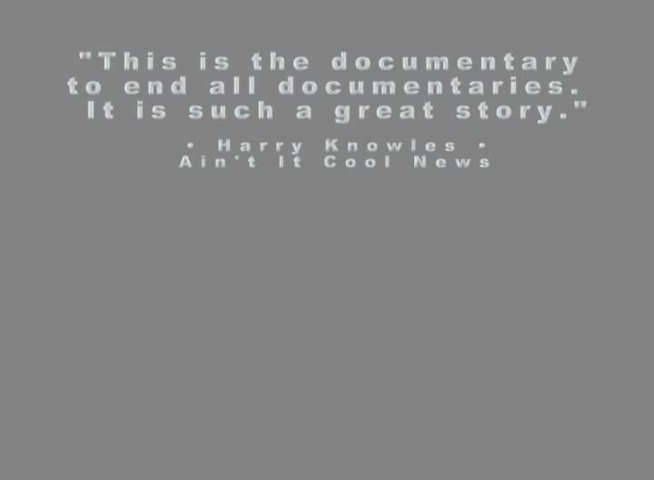 "This is the documentary
to end all documentaries.
It is such a great story."
• Harry Knowles •
Ain't It Cool News